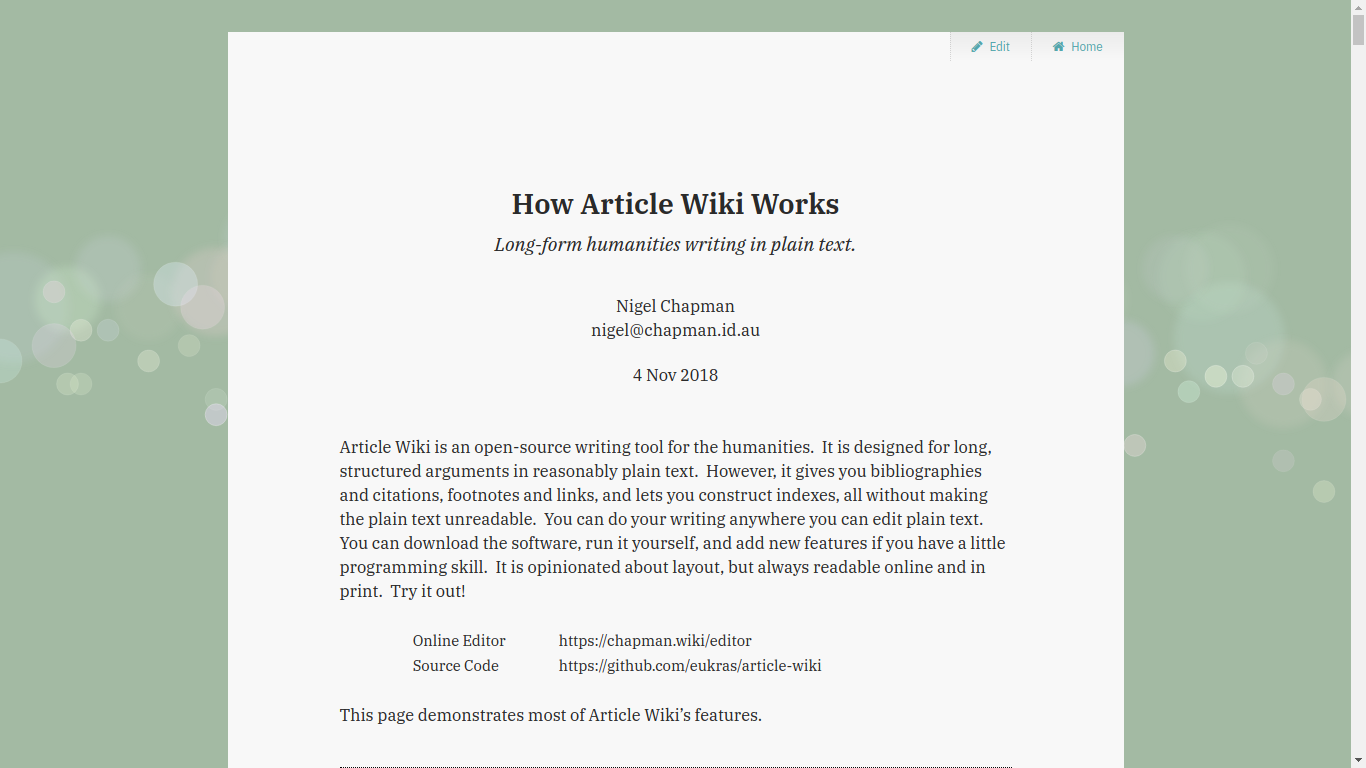 Edit Home
How Article Wiki Works
Long-form humanities writing in plain text.
Nigel Chapman
nigel@chapman.id.au
4 Nov 2018
Article Wiki is an open-source writing tool for the humanities.  It is designed for long,
structured arguments in reasonably plain text.  However, it gives you bibliographies
and citations, footnotes and links, and lets you construct indexes, all without making
the plain text unreadable.  You can do your writing anywhere you can edit plain text.
You can download the software, run it yourself, and add new features if you have a little
programming skill.  It is opinionated about layout, but always readable online and in
print.  Try it out!
Online Editor https://chapman.wiki/editor
Source Code https://github.com/eukras/article-wiki
This page demonstrates most of Article Wiki’s features.